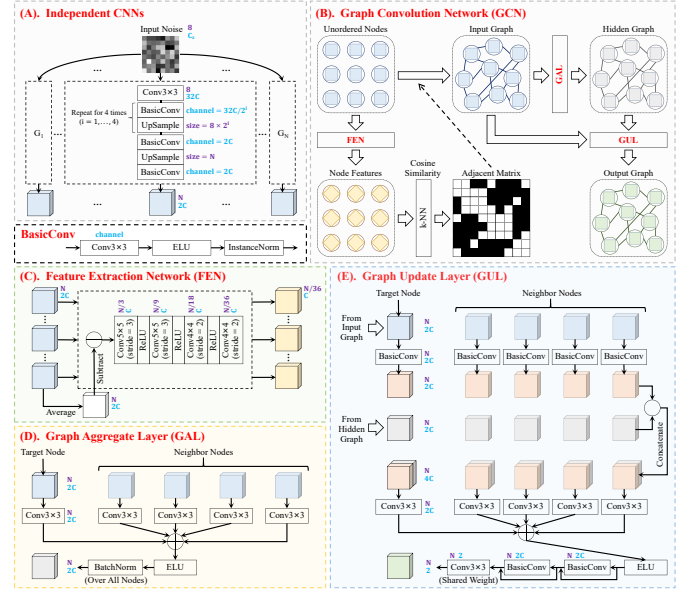 (A). Independent CNNs
Input Noise
8
C₀
...
...
Conv3×3
8
32C
Repeat for 4 times
(i = 1, … , 4)
BasicConv
channel = 32C/2ⁱ
UpSample
size = 8 × 2ⁱ
BasicConv
channel = 2C
UpSample
size = N
BasicConv
channel = 2C
G₁
...
...
G_N
...
N
2C
...
BasicConv
channel
Conv3×3
ELU
InstanceNorm
(B). Graph Convolution Network (GCN)
Unordered Nodes
Input Graph
Hidden Graph
GAL
FEN
GUL
Node Features
Cosine
Similarity
Adjacent Matrix
Output Graph
k-NN
(C). Feature Extraction Network (FEN)
N
2C
N/3
C
N/9
C
N/18
C
N/36
C
N/36
C
Conv5×5
(stride = 3)
ReLU
Conv5×5
(stride = 3)
ReLU
Conv4×4
(stride = 2)
ReLU
Conv4×4
(stride = 2)
Subtract
Average
N
2C
(D). Graph Aggregate Layer (GAL)
Target Node
Neighbor Nodes
N
2C
Conv3×3
N
2C
Conv3×3
Conv3×3
Conv3×3
Conv3×3
N
2C
BatchNorm
ELU
(Over All Nodes)
(E). Graph Update Layer (GUL)
Target Node
Neighbor Nodes
From
Input
Graph
N
2C
BasicConv
N
2C
BasicConv
BasicConv
BasicConv
BasicConv
N
2C
From
Hidden
Graph
N
2C
Concatenate
N
4C
Conv3×3
N
2C
Conv3×3
Conv3×3
Conv3×3
Conv3×3
N
2
N 2
Conv3×3
N 2C
BasicConv
N 2C
BasicConv
ELU
(Shared Weight)